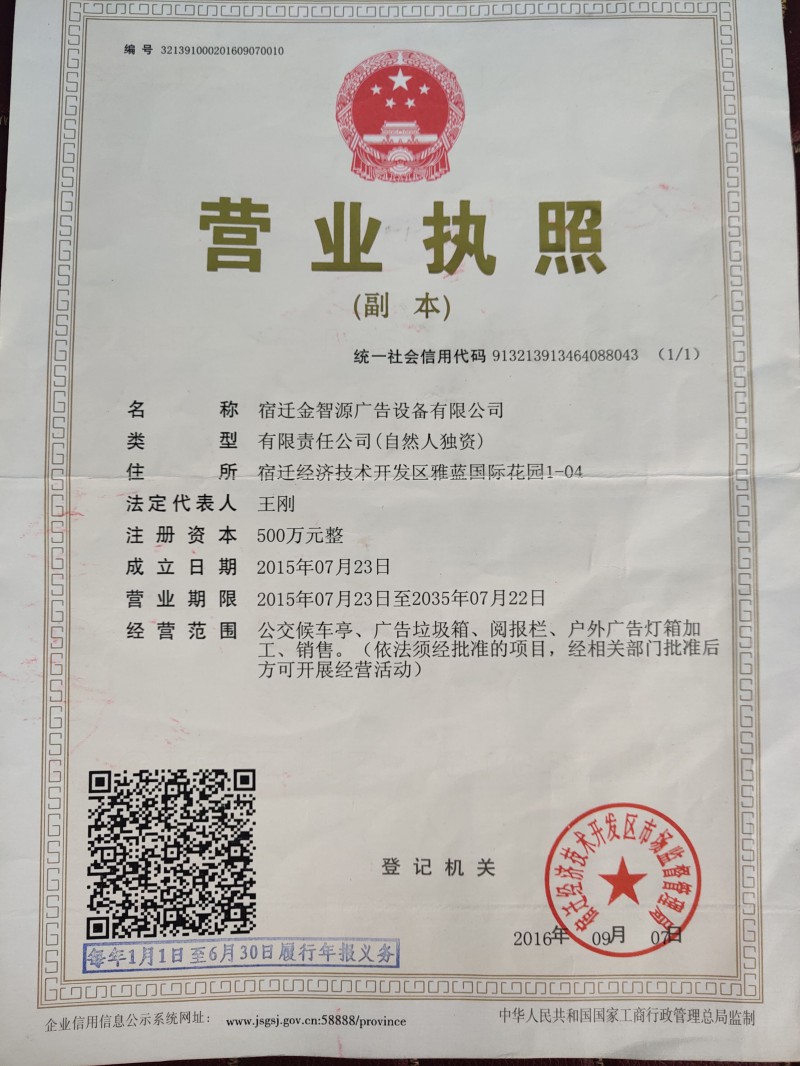 编号 321391000201609070010
营业执照
(副 本)
统一社会信用代码 913213913464088043 （1/1）
名 称 宿迁金智源广告设备有限公司
类 型 有限责任公司(自然人独资)
住 所 宿迁经济技术开发区雅蓝国际花园1-04
法定代表人 王刚
注册资本 500万元整
成立日期 2015年07月23日
营业期限 2015年07月23日至2035年07月22日
经营范围 公交候车亭、广告垃圾箱、阅报栏、户外广告灯箱加
工、销售。（依法须经批准的项目，经相关部门批准后
方可开展经营活动）
登记机关
宿迁经济技术开发区市场监督管理局
2016年 09月 07日
每年1月1日至6月30日履行年报义务
企业信用信息公示系统网址： www.jsgsj.gov.cn:58888/province
中华人民共和国国家工商行政管理总局监制